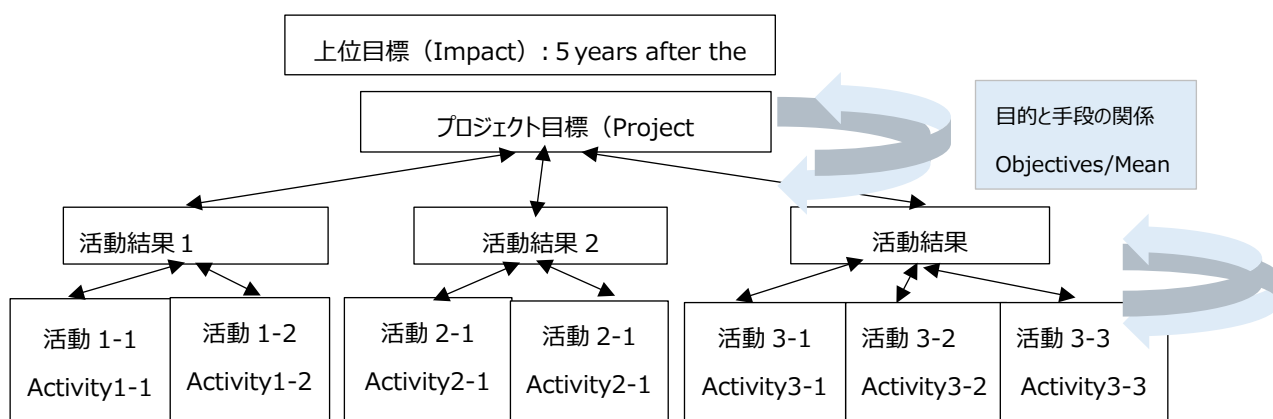 上位目標（Impact）: 5 years after the
プロジェクト目標（Project
目的と手段の関係
Objectives/Mean
活動結果 1
活動結果 2
活動結果
活動 1-1
Activity1-1
活動 1-2
Activity1-2
活動 2-1
Activity2-1
活動 2-1
Activity2-1
活動 3-1
Activity3-1
活動 3-2
Activity3-2
活動 3-3
Activity3-3